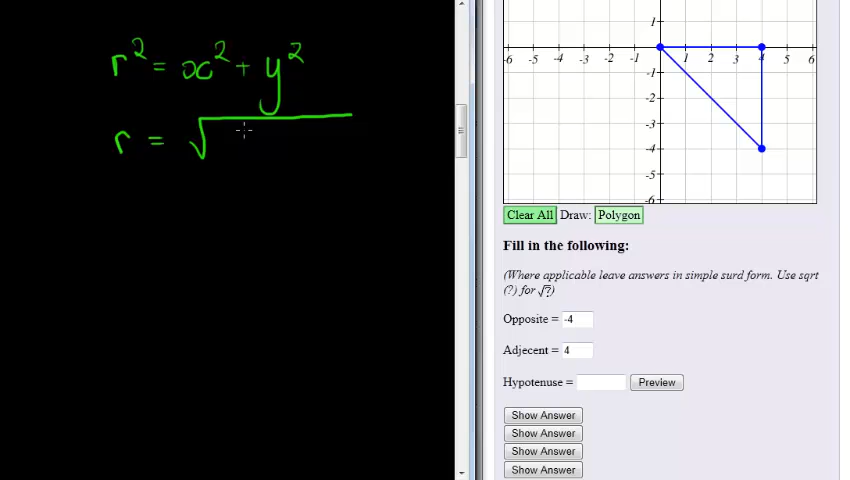 r² = x² + y²
r = √
1
-6 -5 -4 -3 -2 -1 1 2 3 4 5 6
-1
-2
-3
-4
-5
-6
Clear All Draw: Polygon
Fill in the following:
(Where applicable leave answers in simple surd form. Use sqrt
(?) for √?)
Opposite = -4
Adjecent = 4
Hypotenuse = Preview
Show Answer
Show Answer
Show Answer
Show Answer